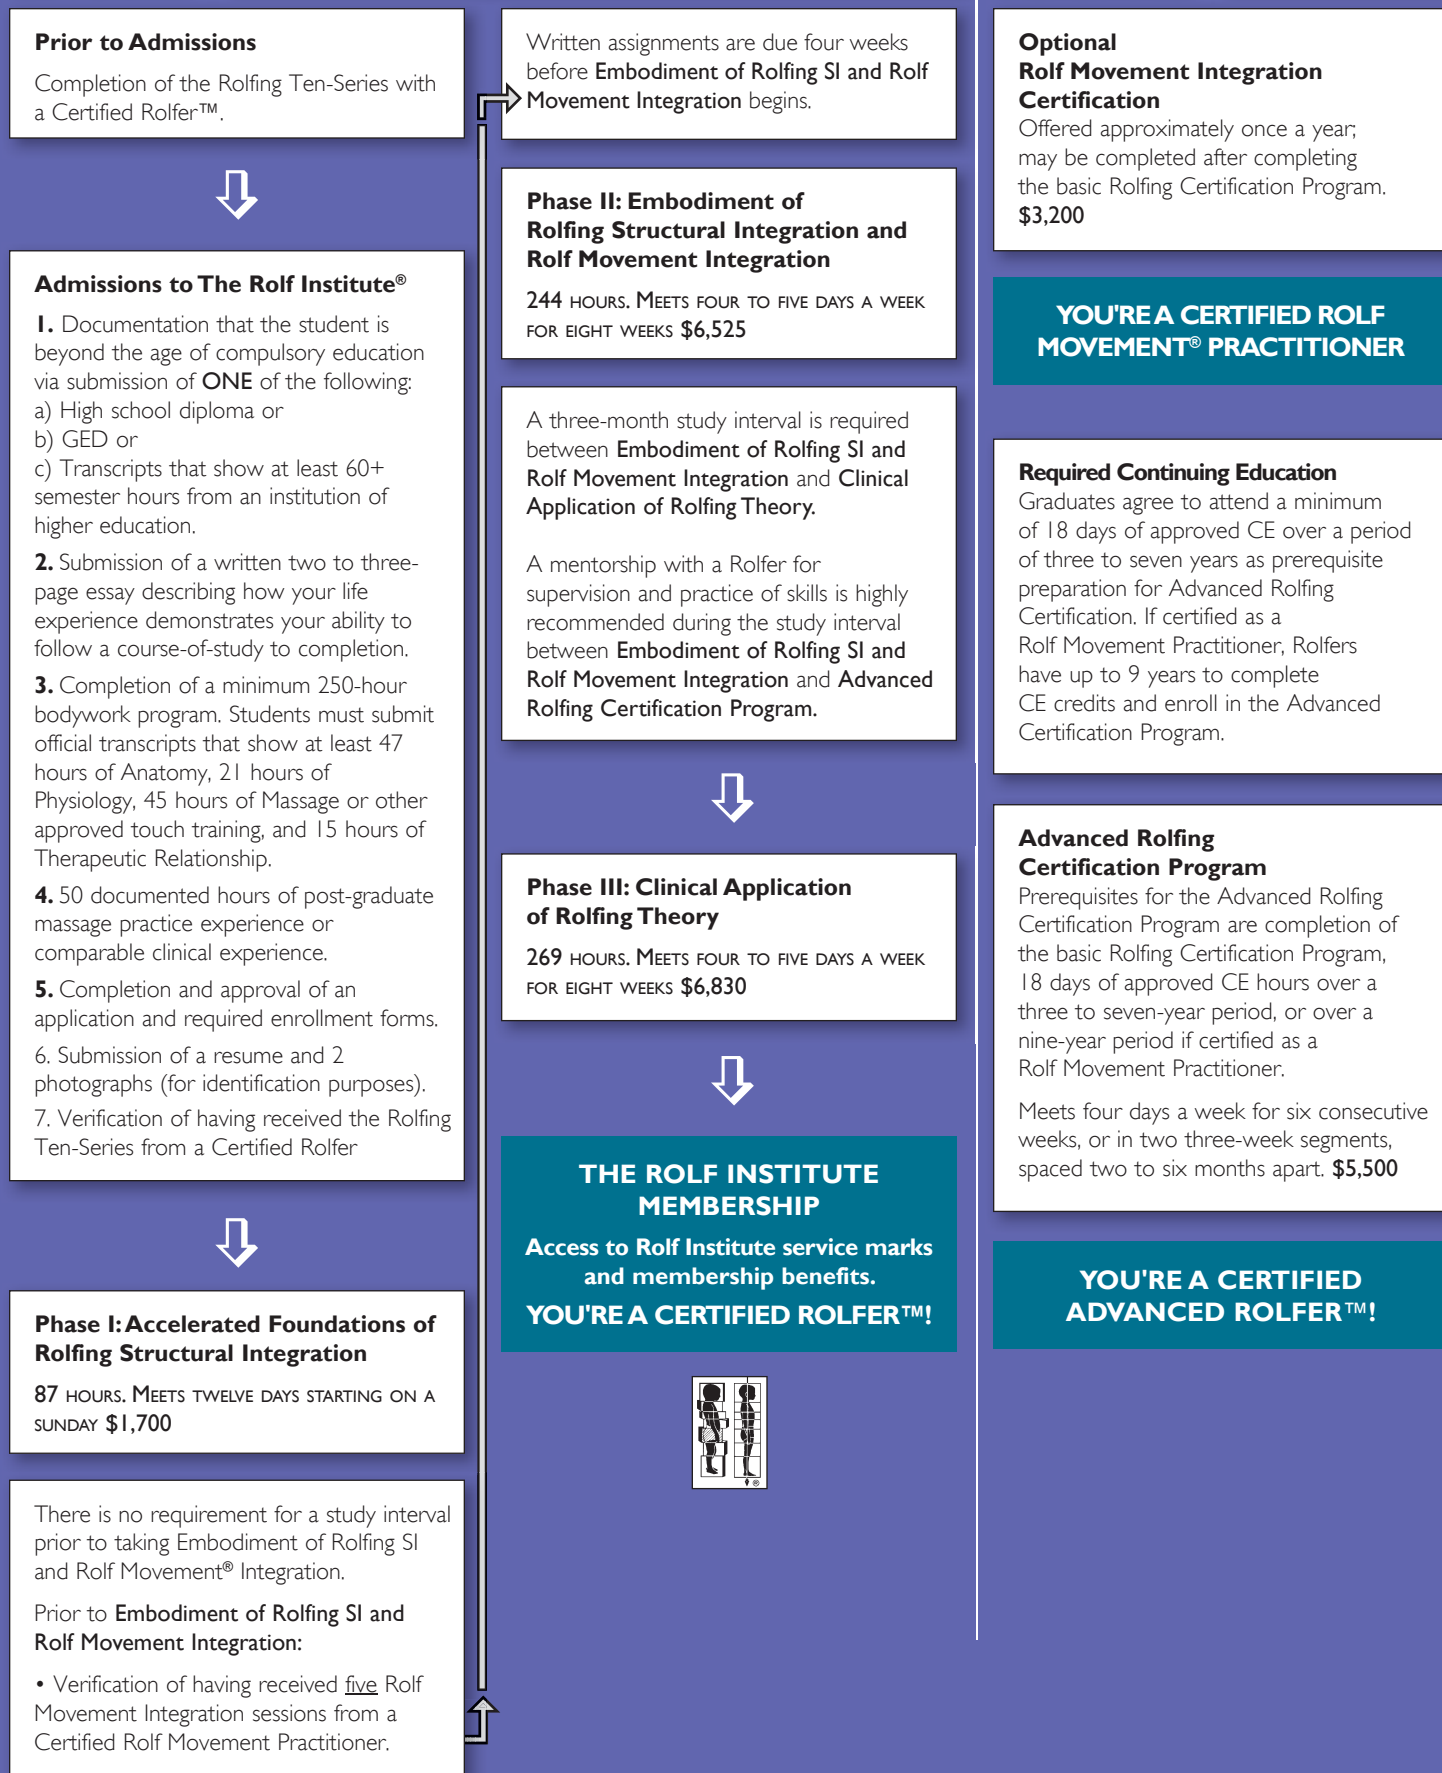 Prior to Admissions
Completion of the Rolfing Ten-Series with
a Certified Rolfer™.
Admissions to The Rolf Institute®
1. Documentation that the student is
beyond the age of compulsory education
via submission of ONE of the following:
a) High school diploma or
b) GED or
c) Transcripts that show at least 60+
semester hours from an institution of
higher education.
2. Submission of a written two to three-
page essay describing how your life
experience demonstrates your ability to
follow a course-of-study to completion.
3. Completion of a minimum 250-hour
bodywork program. Students must submit
official transcripts that show at least 47
hours of Anatomy, 21 hours of
Physiology, 45 hours of Massage or other
approved touch training, and 15 hours of
Therapeutic Relationship.
4. 50 documented hours of post-graduate
massage practice experience or
comparable clinical experience.
5. Completion and approval of an
application and required enrollment forms.
6. Submission of a resume and 2
photographs (for identification purposes).
7. Verification of having received the Rolfing
Ten-Series from a Certified Rolfer
Phase I: Accelerated Foundations of
Rolfing Structural Integration
87 HOURS. MEETS TWELVE DAYS STARTING ON A
SUNDAY $1,700
There is no requirement for a study interval
prior to taking Embodiment of Rolfing SI
and Rolf Movement® Integration.
Prior to Embodiment of Rolfing SI and
Rolf Movement Integration:
• Verification of having received five Rolf
Movement Integration sessions from a
Certified Rolf Movement Practitioner.
Written assignments are due four weeks
before Embodiment of Rolfing SI and Rolf
Movement Integration begins.
Phase II: Embodiment of
Rolfing Structural Integration and
Rolf Movement Integration
244 HOURS. MEETS FOUR TO FIVE DAYS A WEEK
FOR EIGHT WEEKS $6,525
A three-month study interval is required
between Embodiment of Rolfing SI and
Rolf Movement Integration and Clinical
Application of Rolfing Theory.
A mentorship with a Rolfer for
supervision and practice of skills is highly
recommended during the study interval
between Embodiment of Rolfing SI and
Rolf Movement Integration and Advanced
Rolfing Certification Program.
Phase III: Clinical Application
of Rolfing Theory
269 HOURS. MEETS FOUR TO FIVE DAYS A WEEK
FOR EIGHT WEEKS $6,830
THE ROLF INSTITUTE
MEMBERSHIP
Access to Rolf Institute service marks
and membership benefits.
YOU'RE A CERTIFIED ROLFER™!
®
Optional
Rolf Movement Integration
Certification
Offered approximately once a year;
may be completed after completing
the basic Rolfing Certification Program.
$3,200
YOU'RE A CERTIFIED ROLF
MOVEMENT® PRACTITIONER
Required Continuing Education
Graduates agree to attend a minimum
of 18 days of approved CE over a period
of three to seven years as prerequisite
preparation for Advanced Rolfing
Certification. If certified as a
Rolf Movement Practitioner, Rolfers
have up to 9 years to complete
CE credits and enroll in the Advanced
Certification Program.
Advanced Rolfing
Certification Program
Prerequisites for the Advanced Rolfing
Certification Program are completion of
the basic Rolfing Certification Program,
18 days of approved CE hours over a
three to seven-year period, or over a
nine-year period if certified as a
Rolf Movement Practitioner.
Meets four days a week for six consecutive
weeks, or in two three-week segments,
spaced two to six months apart. $5,500
YOU'RE A CERTIFIED
ADVANCED ROLFER™!